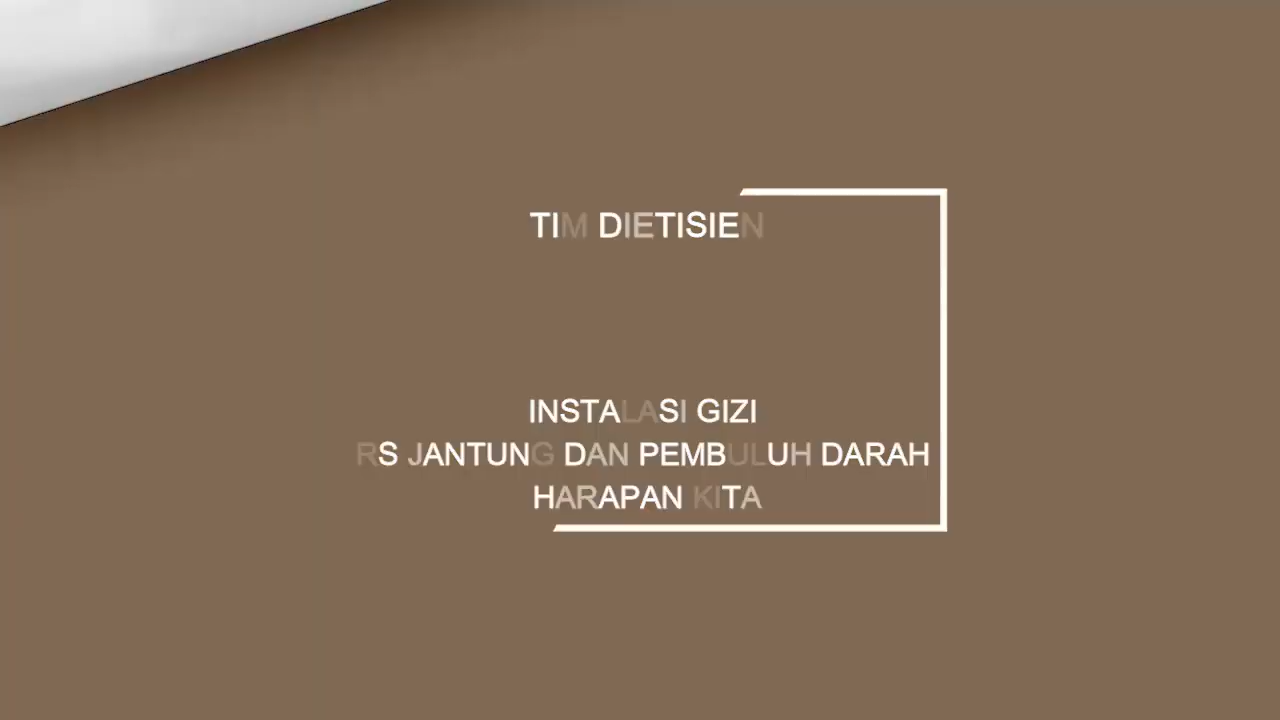 TIM DIETISIEN
INSTALASI GIZI
RS JANTUNG DAN PEMBULUH DARAH
HARAPAN KITA